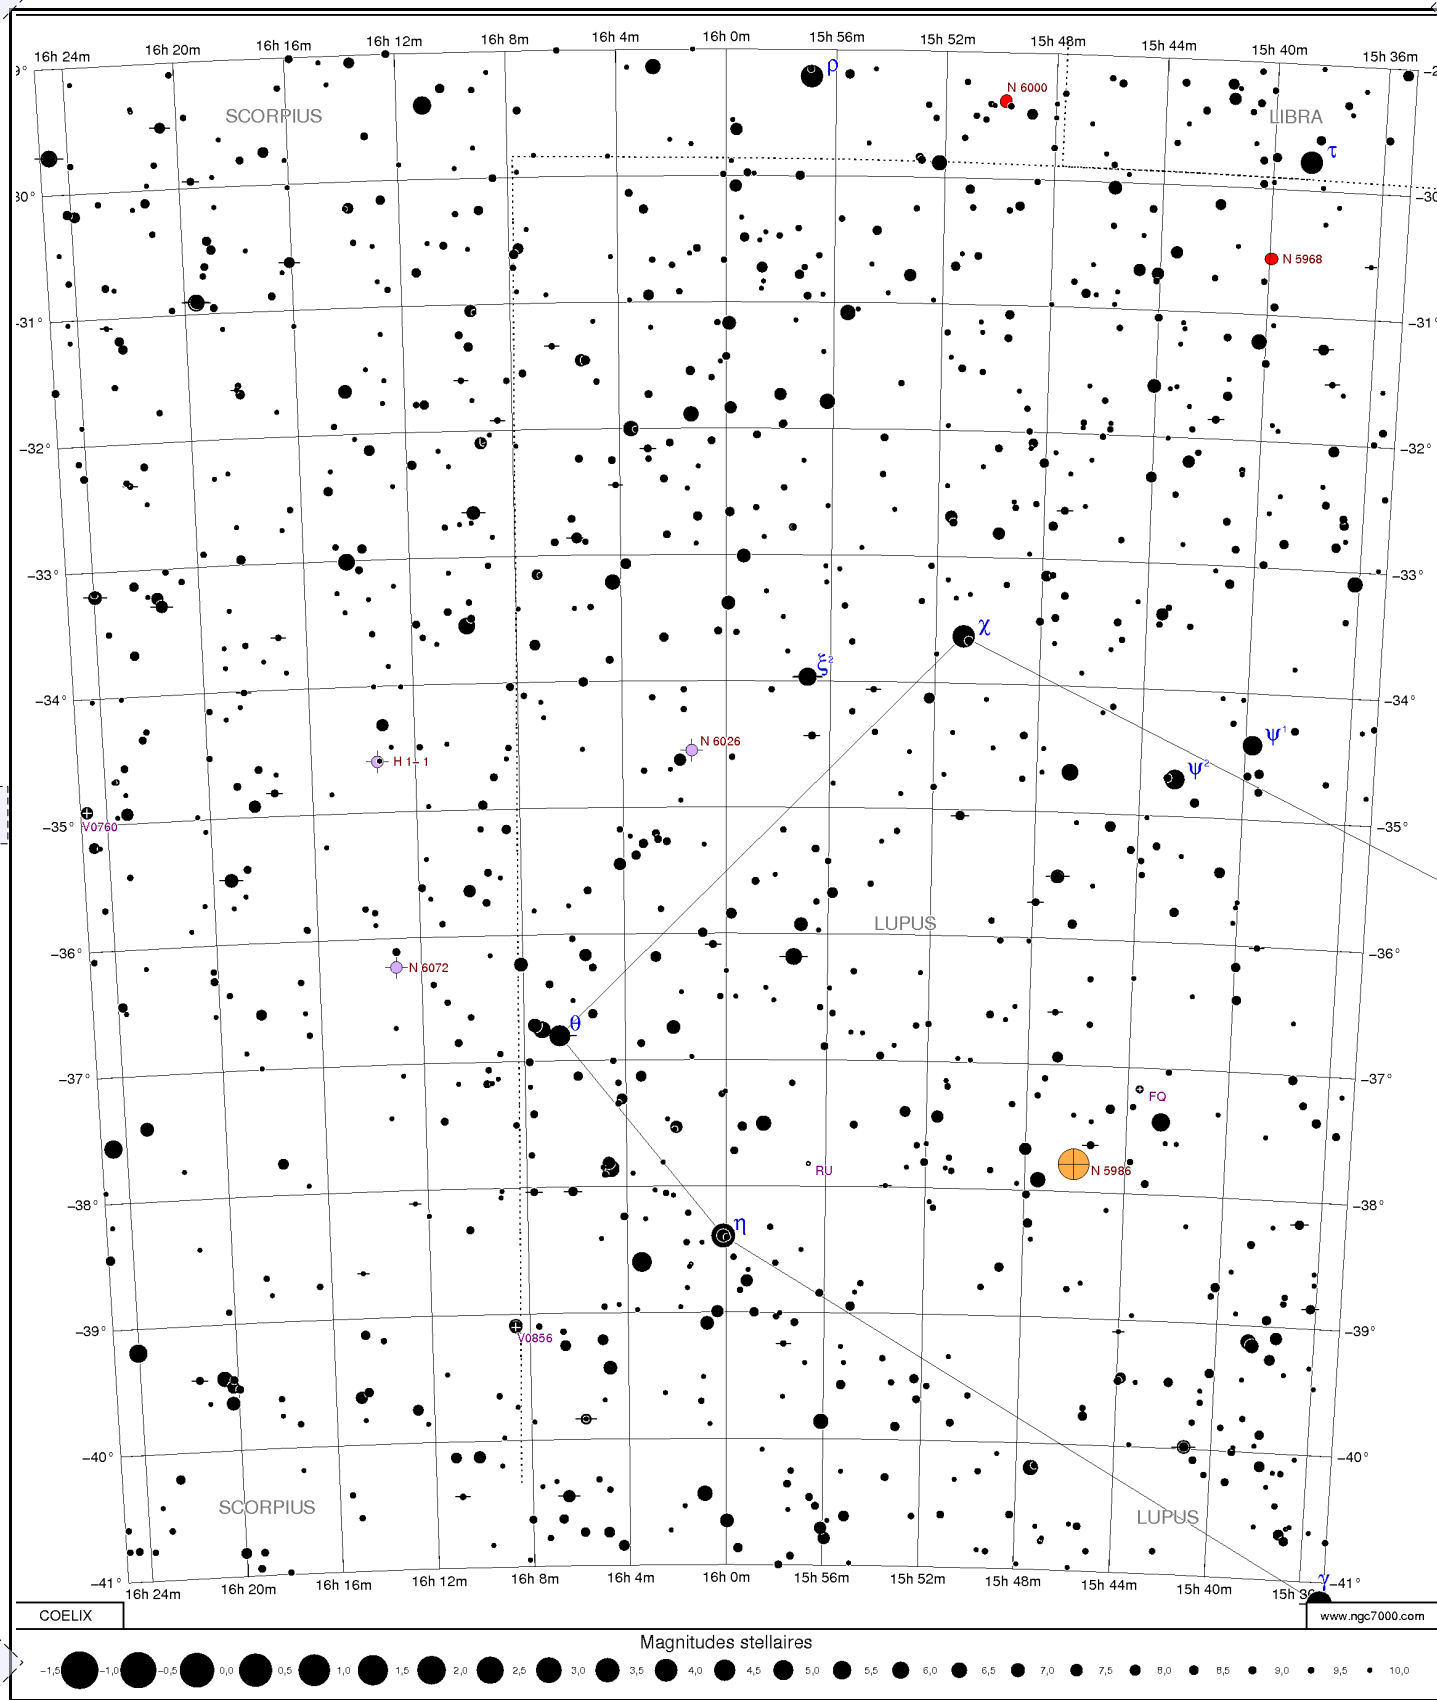 16h 24m 16h 20m 16h 16m 16h 12m 16h 8m 16h 4m 16h 0m 15h 56m 15h 52m 15h 48m 15h 44m 15h 40m 15h 36m
9°
ρ
N 6000
SCORPIUS
LIBRA
τ
30°
–30°
N 5968
–31°
–31°
–32°
–32°
–33°
–33°
χ
ξ²
–34°
–34°
ψ¹
N 6026
H 1–1
ψ²
V0760
–35°
–35°
LUPUS
–36°
–36°
N 6072
θ
–37°
–37°
FQ
RU
N 5986
–38°
–38°
η
–39°
–39°
V0856
–40°
–40°
SCORPIUS
LUPUS
–41°
–41°
γ
16h 24m 16h 20m 16h 16m 16h 12m 16h 8m 16h 4m 16h 0m 15h 56m 15h 52m 15h 48m 15h 44m 15h 40m
COELIX
www.ngc7000.com
Magnitudes stellaires
–1,5 –1,0 –0,5 0,0 0,5 1,0 1,5 2,0 2,5 3,0 3,5 4,0 4,5 5,0 5,5 6,0 6,5 7,0 7,5 8,0 8,5 9,0 9,5 10,0